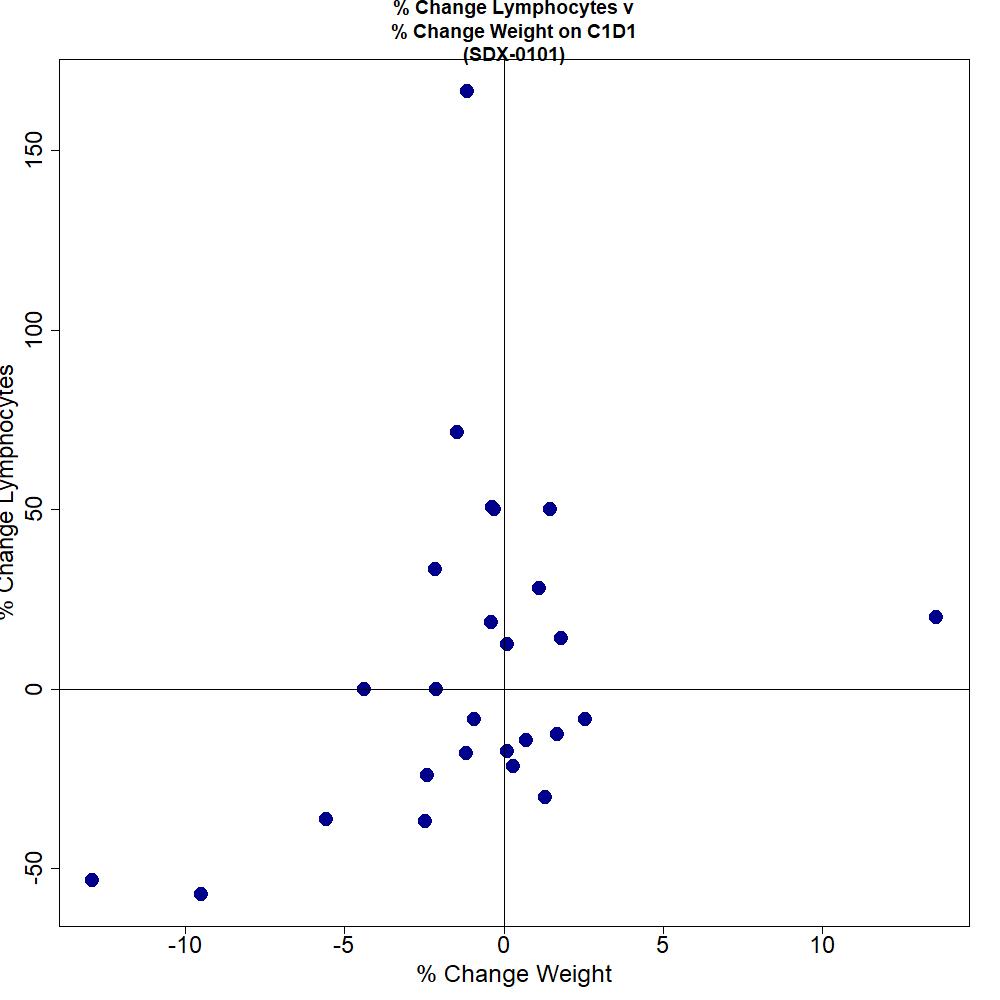 % Change Lymphocytes v
% Change Weight on C1D1
(SDX-0101)
% Change Lymphocytes
150
100
50
0
-50
-10
-5
0
5
10
% Change Weight